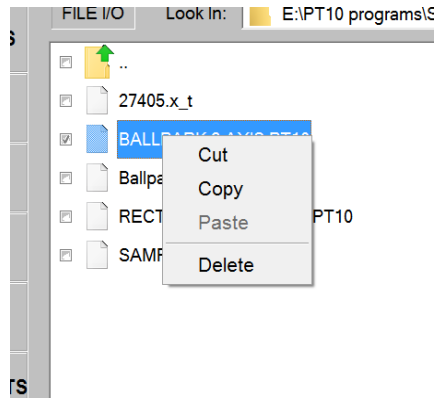 FILE I/O Look In: E:\PT10 programs\S
S
..
27405.x_t
BALLPARK 3 AXIS.PT10
Ballpa
Cut
Copy
RECT PT10
Paste
SAMP
Delete
TS